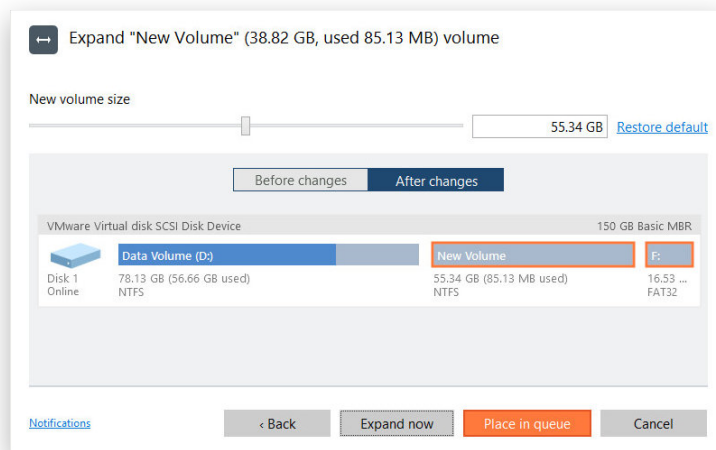 Expand "New Volume" (38.82 GB, used 85.13 MB) volume
New volume size
55.34 GB Restore default
Before changes After changes
VMware Virtual disk SCSI Disk Device 150 GB Basic MBR
Data Volume (D:) New Volume F:
Disk 1 78.13 GB (56.66 GB used) 55.34 GB (85.13 MB used) 16.53 ...
Online NTFS NTFS FAT32
Notifications ‹ Back Expand now Place in queue Cancel